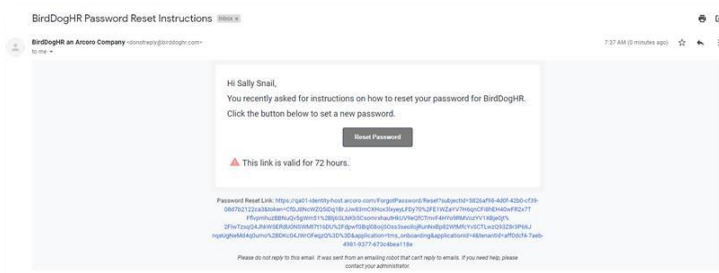 BirdDogHR Password Reset Instructions Inbox x
BirdDogHR an Arcoro Company <donotreply@birddoghr.com>
7:37 AM (0 minutes ago)
to me
Hi Sally Snail,
You recently asked for instructions on how to reset your password for BirdDogHR.
Click the button below to set a new password.
Reset Password
This link is valid for 72 hours.
Password Reset Link:
Please do not reply to this email. It was sent from an emailing robot that can't reply to emails. If you need help, please
contact your administrator.